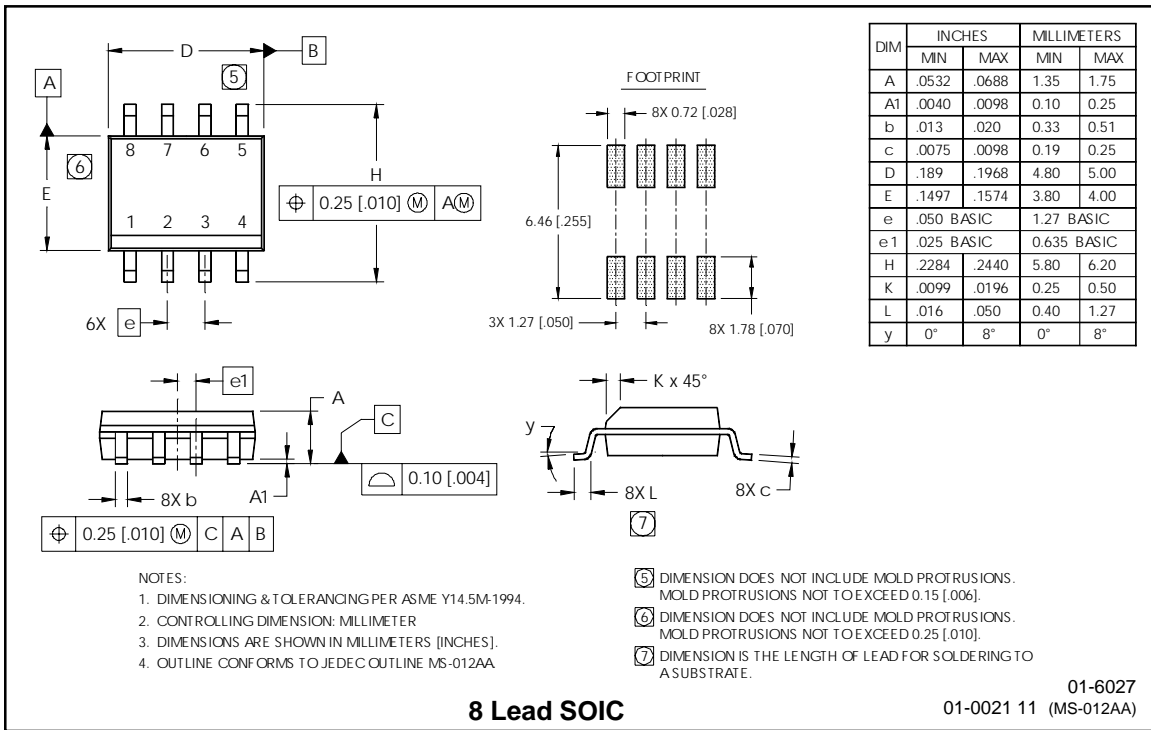 D
B
5
A
8 7 6 5
6
E
H
⌖ 0.25 [.010] Ⓜ AⓂ
1 2 3 4
6X e
FOOTPRINT
8X 0.72 [.028]
6.46 [.255]
3X 1.27 [.050]
8X 1.78 [.070]
DIM INCHES MILLIMETERS
MIN MAX MIN MAX
A .0532 .0688 1.35 1.75
A1 .0040 .0098 0.10 0.25
b .013 .020 0.33 0.51
c .0075 .0098 0.19 0.25
D .189 .1968 4.80 5.00
E .1497 .1574 3.80 4.00
e .050 BASIC 1.27 BASIC
e1 .025 BASIC 0.635 BASIC
H .2284 .2440 5.80 6.20
K .0099 .0196 0.25 0.50
L .016 .050 0.40 1.27
y 0° 8° 0° 8°
e1
A
C
0.10 [.004]
8X b
A1
⌖ 0.25 [.010] Ⓜ C A B
K x 45°
y
8X L
7
8X c
NOTES:
1. DIMENSIONING & TOLERANCING PER ASME Y14.5M-1994.
2. CONTROLLING DIMENSION: MILLIMETER
3. DIMENSIONS ARE SHOWN IN MILLIMETERS [INCHES].
4. OUTLINE CONFORMS TO JEDEC OUTLINE MS-012AA.
5 DIMENSION DOES NOT INCLUDE MOLD PROTRUSIONS.
MOLD PROTRUSIONS NOT TO EXCEED 0.15 [.006].
6 DIMENSION DOES NOT INCLUDE MOLD PROTRUSIONS.
MOLD PROTRUSIONS NOT TO EXCEED 0.25 [.010].
7 DIMENSION IS THE LENGTH OF LEAD FOR SOLDERING TO
A SUBSTRATE.
8 Lead SOIC
01-6027
01-0021 11 (MS-012AA)